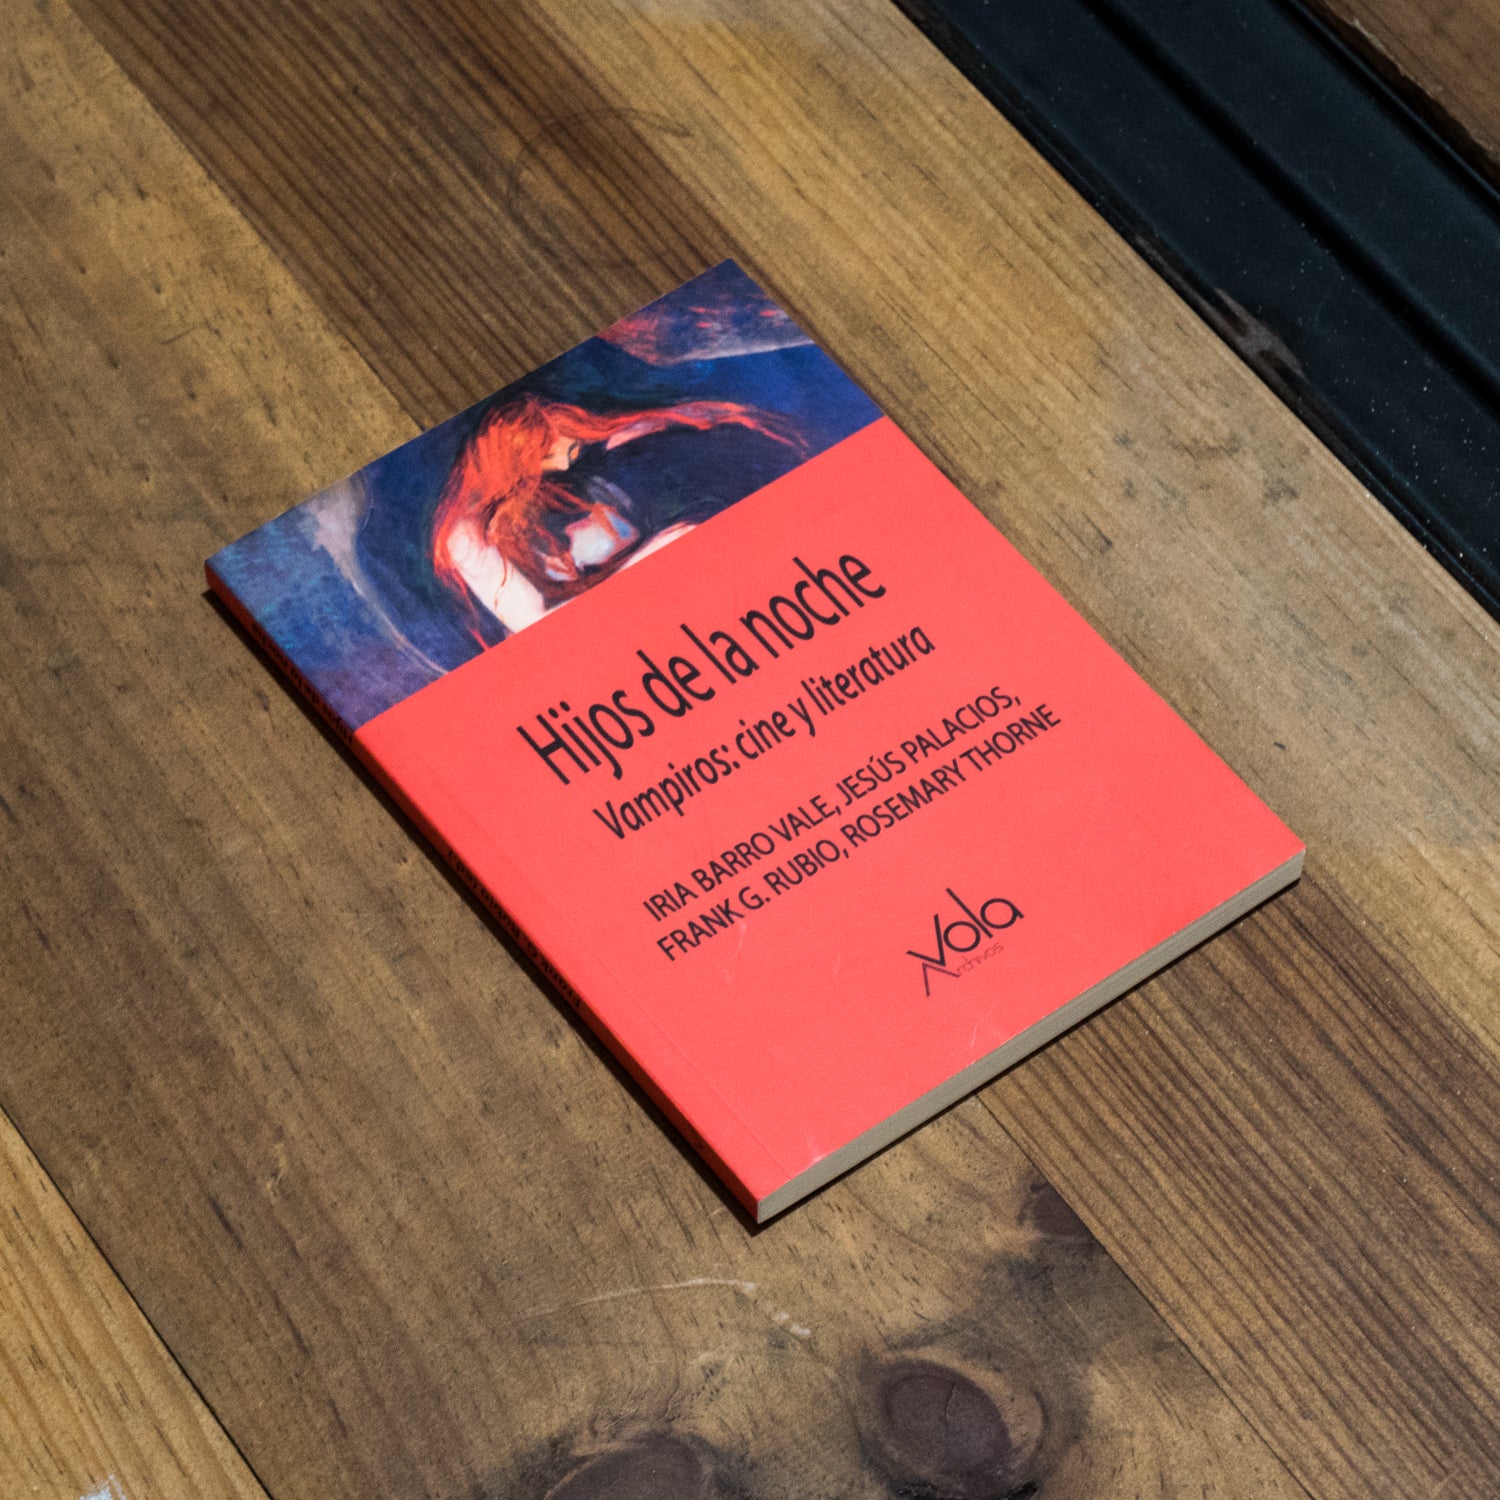 Hijos de la noche
Vampiros: cine y literatura
IRIA BARRO VALE, JESÚS PALACIOS,
FRANK G. RUBIO, ROSEMARY THORNE
Vola
Archivos